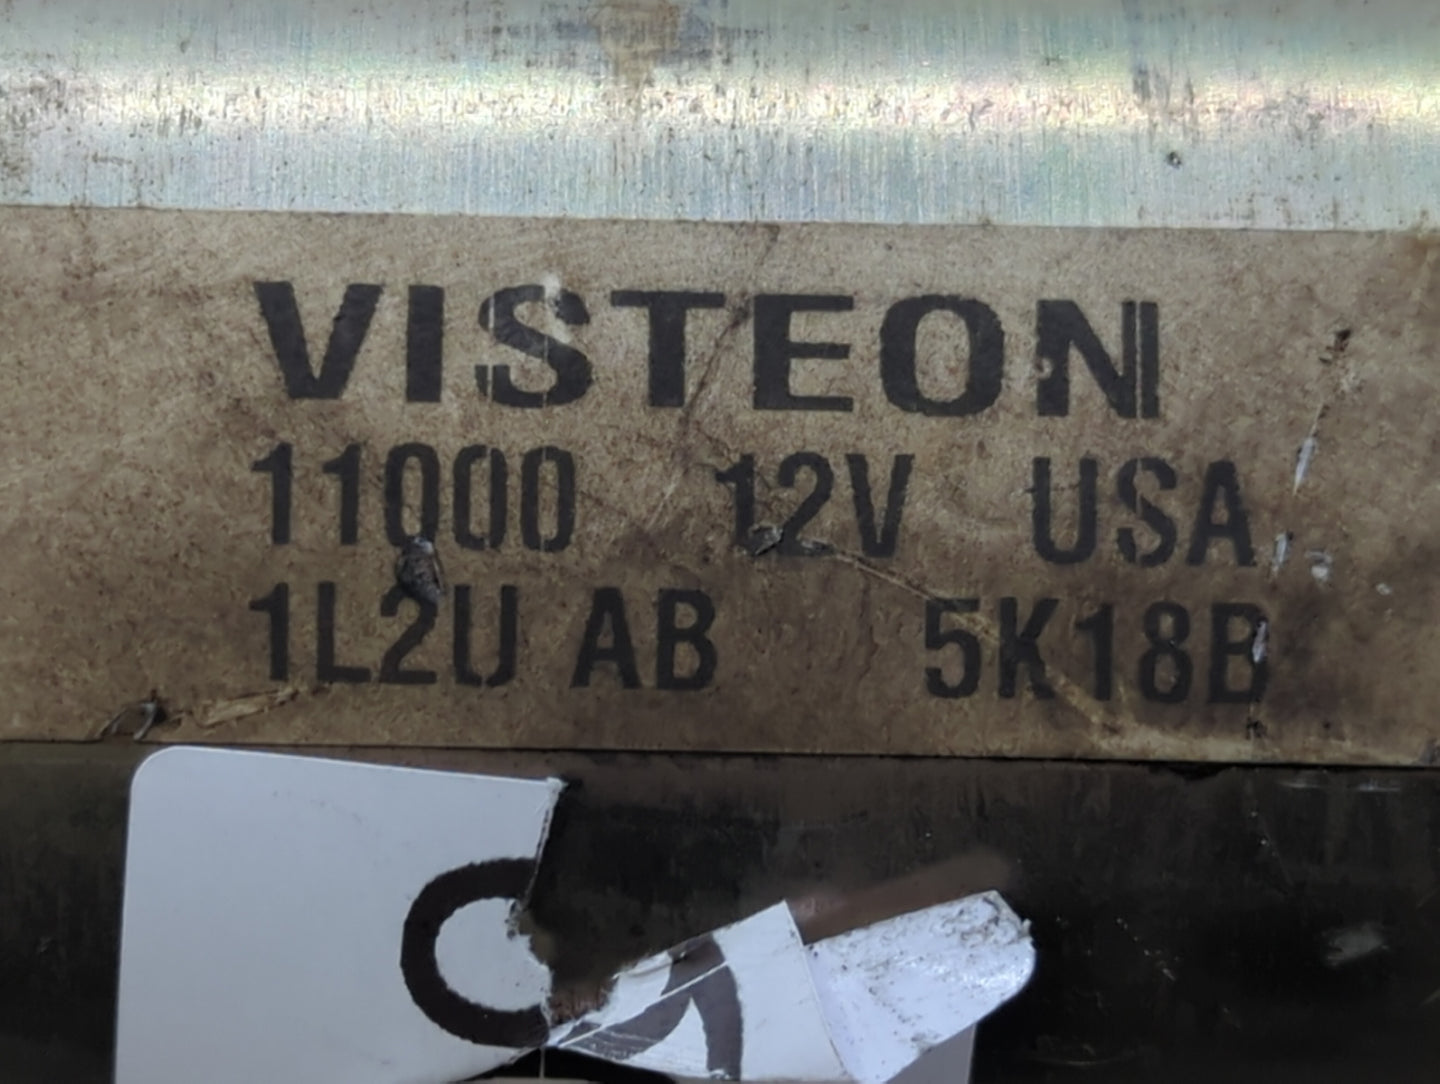 VISTEON
11000 12V USA
1L2U AB 5K18B